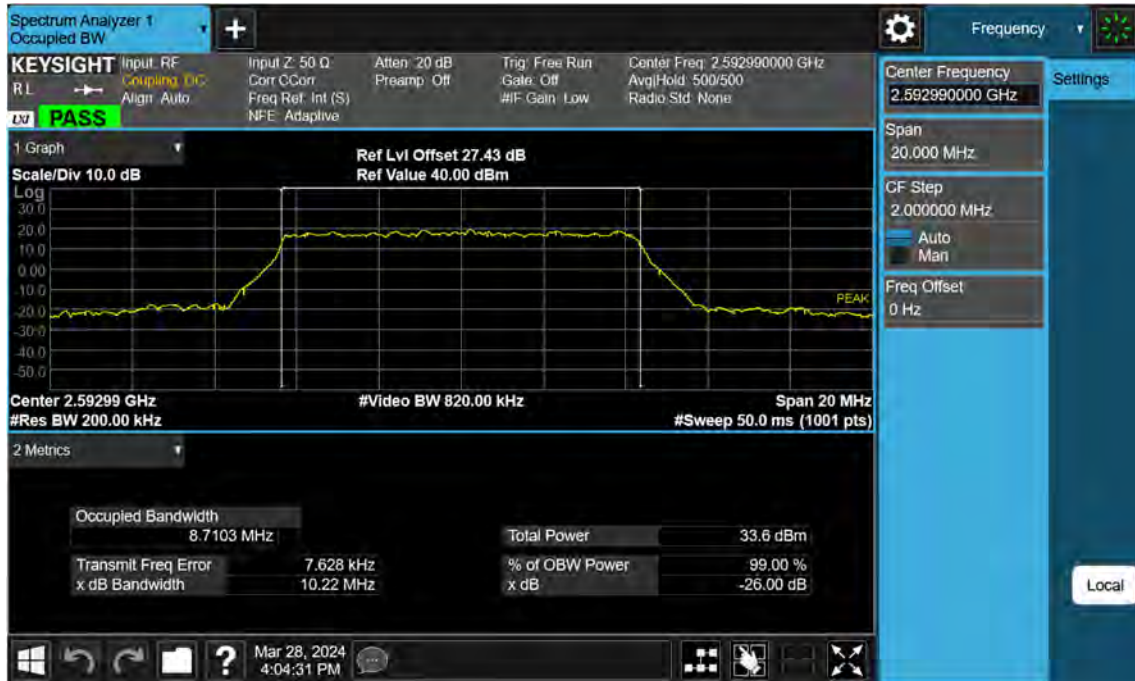 Spectrum Analyzer 1
Occupied BW
+
Frequency
KEYSIGHT
R L
LXI
PASS
Input: RF
Coupling: DC
Align: Auto
Input Z: 50 Ω
Corr CCorr
Freq Ref: Int (S)
NFE: Adaptive
Atten: 20 dB
Preamp: Off
Trig: Free Run
Gate: Off
#IF Gain: Low
Center Freq: 2.592990000 GHz
Avg|Hold: 500/500
Radio Std: None
1 Graph
Scale/Div 10.0 dB
Ref Lvl Offset 27.43 dB
Ref Value 40.00 dBm
Log
30.0
20.0
10.0
0.00
-10.0
-20.0
-30.0
-40.0
-50.0
PEAK
Center 2.59299 GHz
#Res BW 200.00 kHz
#Video BW 820.00 kHz
Span 20 MHz
#Sweep 50.0 ms (1001 pts)
2 Metrics
Occupied Bandwidth
8.7103 MHz
Transmit Freq Error 7.628 kHz
x dB Bandwidth 10.22 MHz
Total Power 33.6 dBm
% of OBW Power 99.00 %
x dB -26.00 dB
Center Frequency
2.592990000 GHz
Settings
Span
20.000 MHz
CF Step
2.000000 MHz
Auto
Man
Freq Offset
0 Hz
Local
?
Mar 28, 2024
4:04:31 PM